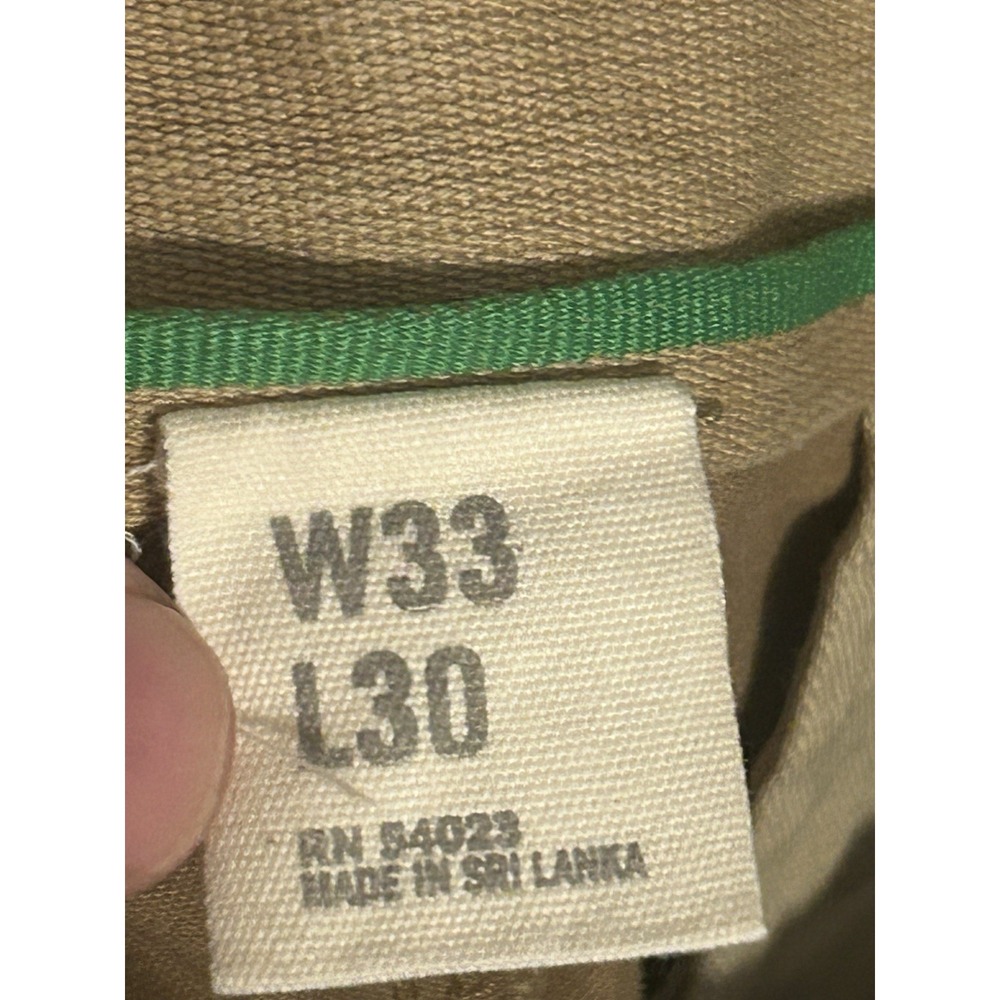 W33
L30
RN 54023
MADE IN SRI LANKA